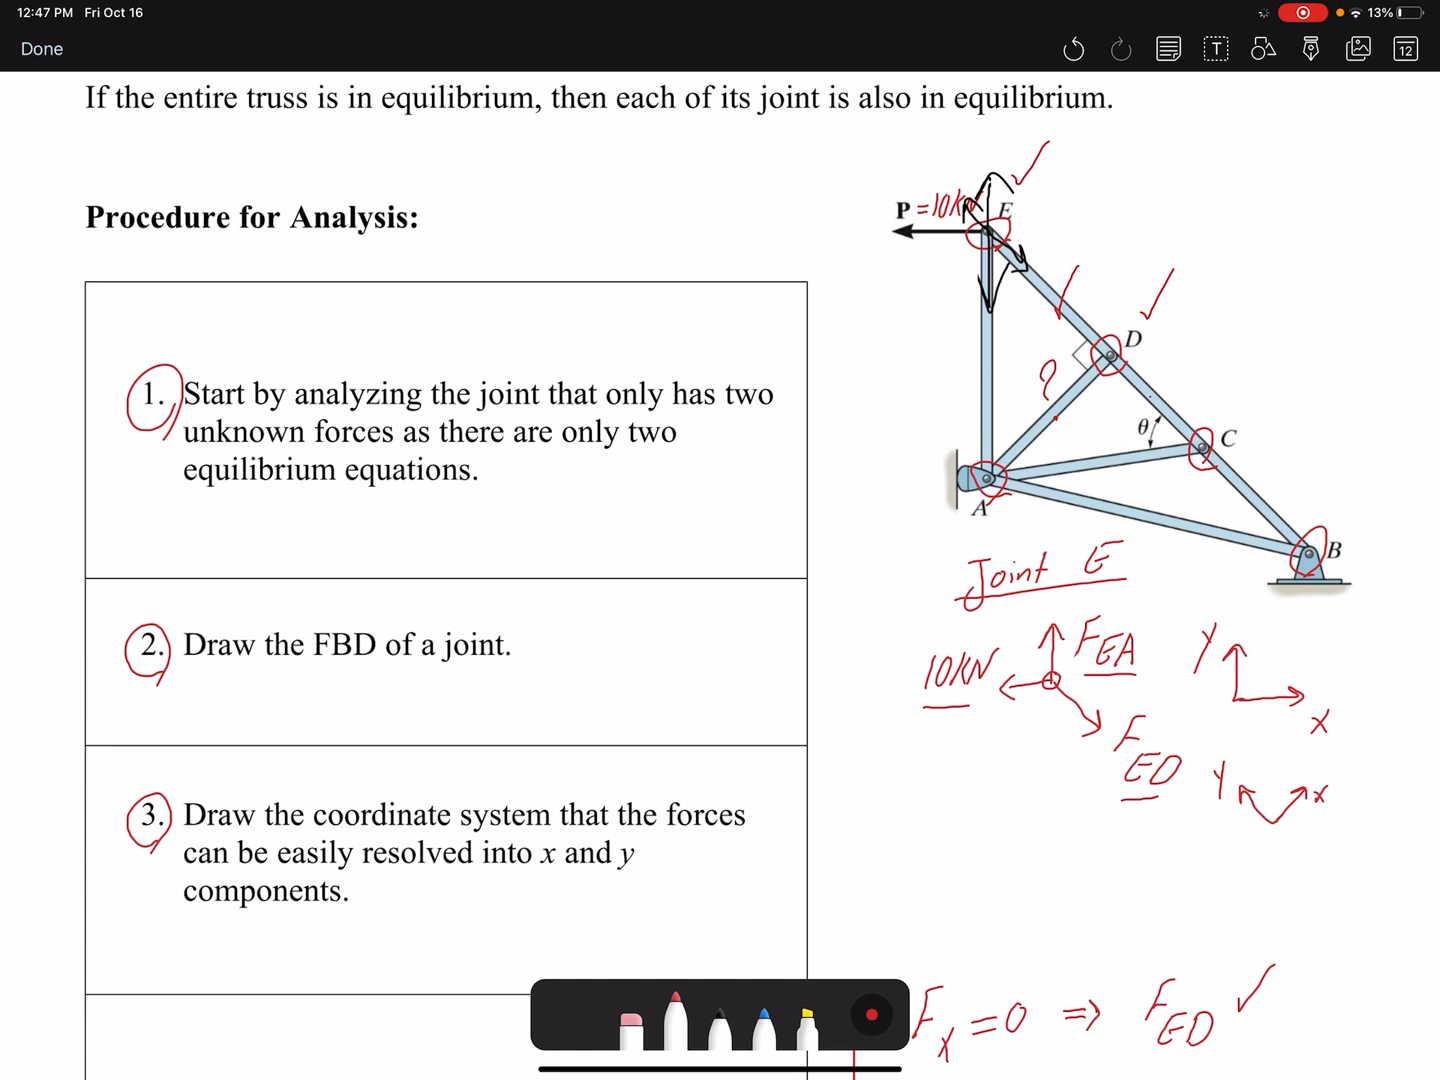 12:47 PM Fri Oct 16
13%
Done
T
12
If the entire truss is in equilibrium, then each of its joint is also in equilibrium.
Procedure for Analysis:
1. Start by analyzing the joint that only has two
unknown forces as there are only two
equilibrium equations.
2. Draw the FBD of a joint.
3. Draw the coordinate system that the forces
can be easily resolved into x and y
components.
P = 10kN
E
D
?
θ
C
A
B
Joint E
10kN
FEA
Y
X
FED
Y
x
Fx = 0 ⇒ FED ✓